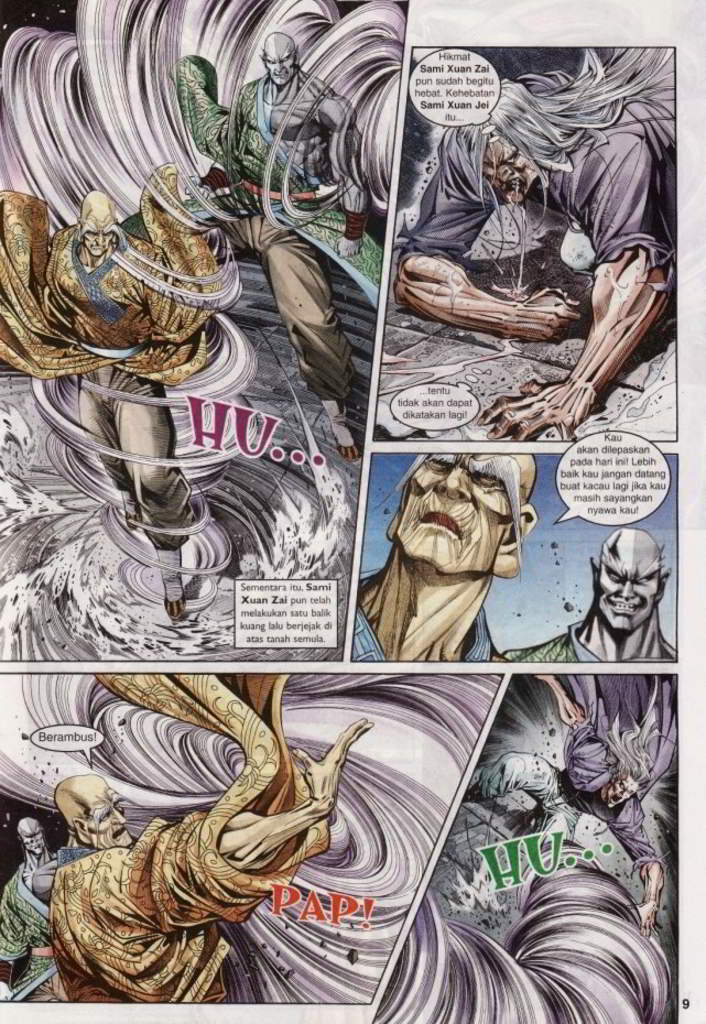 HU...
Sementara itu, Sami
Xuan Zai pun telah
melakukan satu balik
kuang lalu berjejak di
atas tanah semula.
Hikmat
Sami Xuan Zai
pun sudah begitu
hebat. Kehebatan
Sami Xuan Jei
itu...
...tentu
tidak akan dapat
dikatakan lagi!
Kau
akan dilepaskan
pada hari ini! Lebih
baik kau jangan datang
buat kacau lagi jika kau
masih sayangkan
nyawa kau!
Berambus!
PAP!
HU...
9